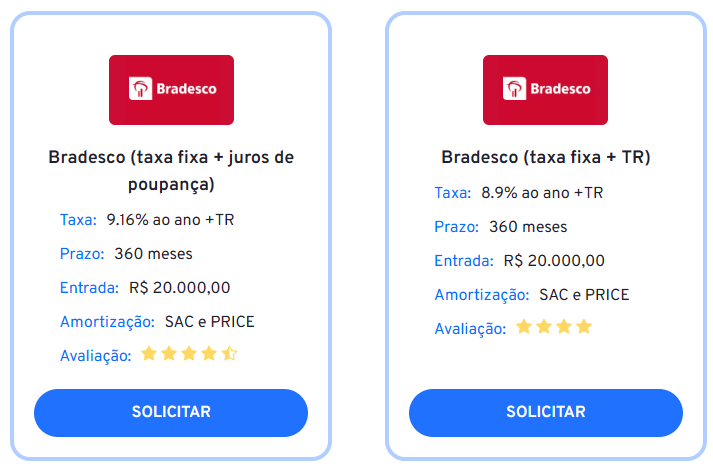 Bradesco
Bradesco (taxa fixa + juros de
poupança)
Taxa: 9.16% ao ano +TR
Prazo: 360 meses
Entrada: R$ 20.000,00
Amortização: SAC e PRICE
Avaliação:
SOLICITAR
Bradesco
Bradesco (taxa fixa + TR)
Taxa: 8.9% ao ano +TR
Prazo: 360 meses
Entrada: R$ 20.000,00
Amortização: SAC e PRICE
Avaliação:
SOLICITAR